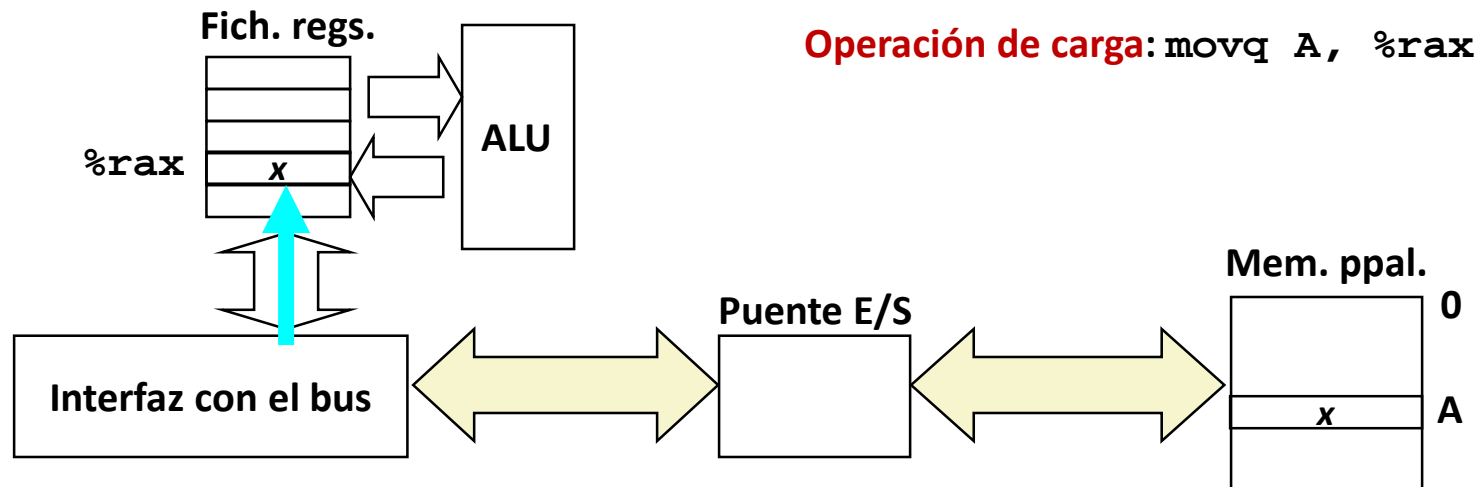 Fich. regs.
Operación de carga: movq A, %rax
ALU
%rax
x
Mem. ppal.
Puente E/S
0
Interfaz con el bus
x
A